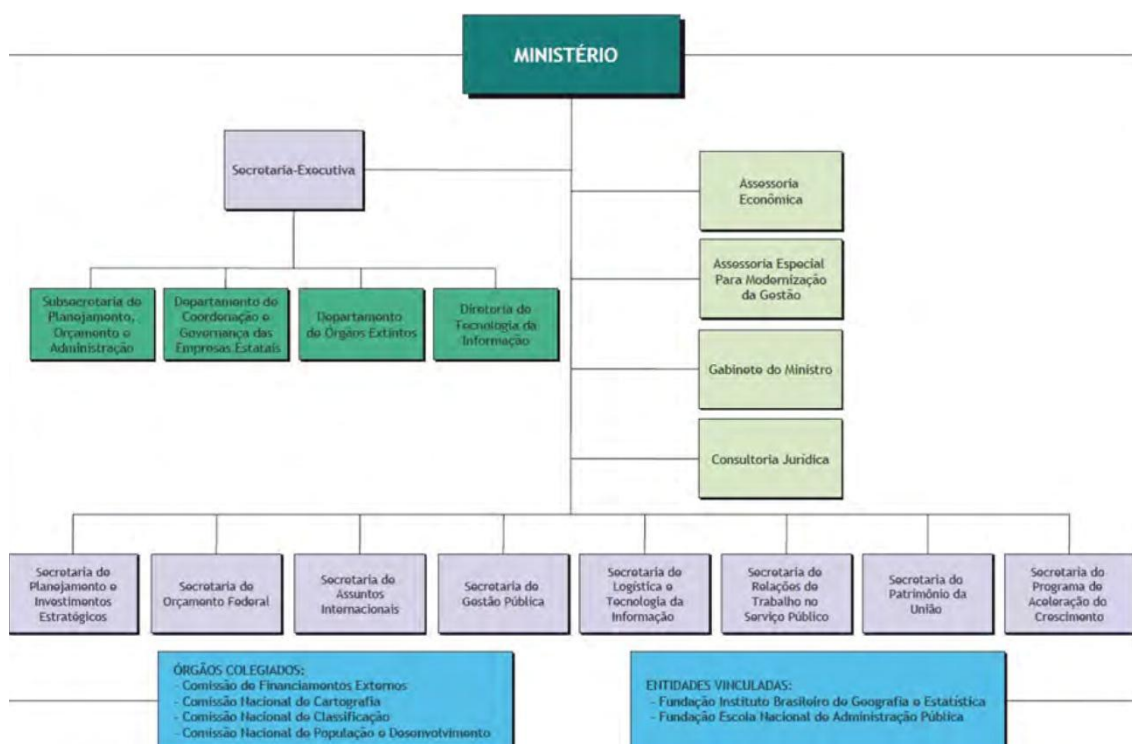 MINISTÉRIO
Secretaria-Executiva
Assessoria
Econômica
Assessoria Especial
Para Modernização
da Gestão
Gabinete do Ministro
Consultoria Jurídica
Subsecretaria de
Planejamento,
Orçamento e
Administração
Departamento de
Coordenação e
Governança das
Empresas Estatais
Departamento
de Órgãos Extintos
Diretoria de
Tecnologia da
Informação
Secretaria de
Planejamento e
Investimentos
Estratégicos
Secretaria de
Orçamento Federal
Secretaria de
Assuntos
Internacionais
Secretaria de
Gestão Pública
Secretaria de
Logística e
Tecnologia da
Informação
Secretaria de
Relações de
Trabalho no
Serviço Público
Secretaria do
Patrimônio da
União
Secretaria do
Programa de
Aceleração do
Crescimento
ÓRGÃOS COLEGIADOS:
- Comissão de Financiamentos Externos
- Comissão Nacional de Cartografia
- Comissão Nacional de Classificação
- Comissão Nacional de População e Desenvolvimento
ENTIDADES VINCULADAS:
- Fundação Instituto Brasileiro de Geografia e Estatística
- Fundação Escola Nacional de Administração Pública